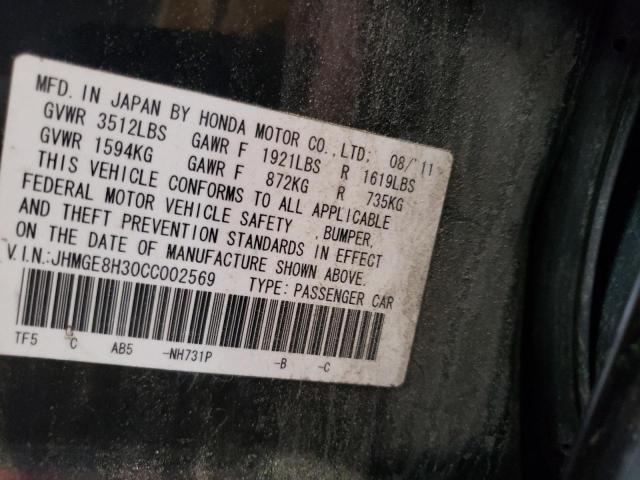 MFD. IN JAPAN BY HONDA MOTOR CO.,LTD; 08/'11
GVWR 3512LBS GAWR F 1921LBS R 1619LBS
GVWR 1594KG GAWR F 872KG R 735KG
THIS VEHICLE CONFORMS TO ALL APPLICABLE
FEDERAL MOTOR VEHICLE SAFETY ,BUMPER,
AND THEFT PREVENTION STANDARDS IN EFFECT
ON THE DATE OF MANUFACTURE SHOWN ABOVE.
V.I.N.:JHMGE8H30CC002569 TYPE: PASSENGER CAR
TF5 C AB5 -NH731P -B -C